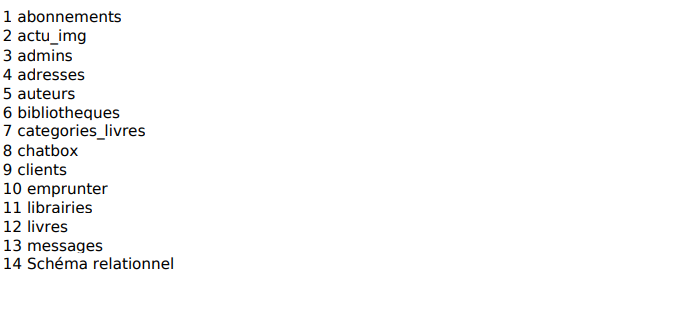 1 abonnements
2 actu_img
3 admins
4 adresses
5 auteurs
6 bibliotheques
7 categories_livres
8 chatbox
9 clients
10 emprunter
11 librairies
12 livres
13 messages
14 Schéma relationnel